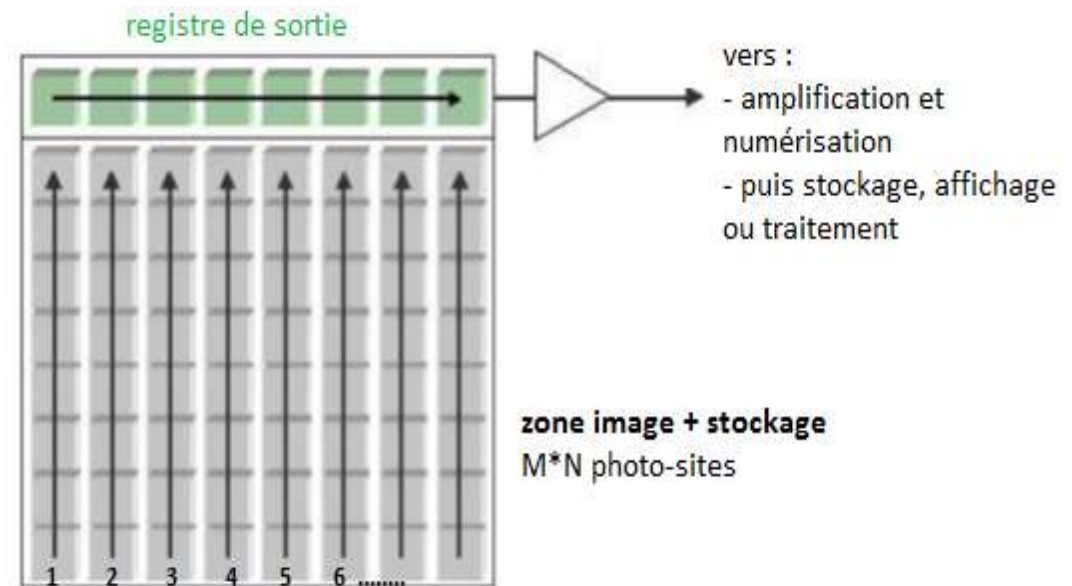 registre de sortie
vers :
- amplification et
numérisation
- puis stockage, affichage
ou traitement
zone image + stockage
M*N photo-sites
1 2 3 4 5 6 ........